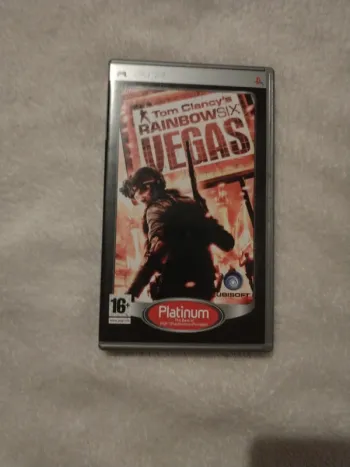 PSP
Tom Clancy's
RAINBOWSIX
VEGAS
16+
Platinum
UBISOFT